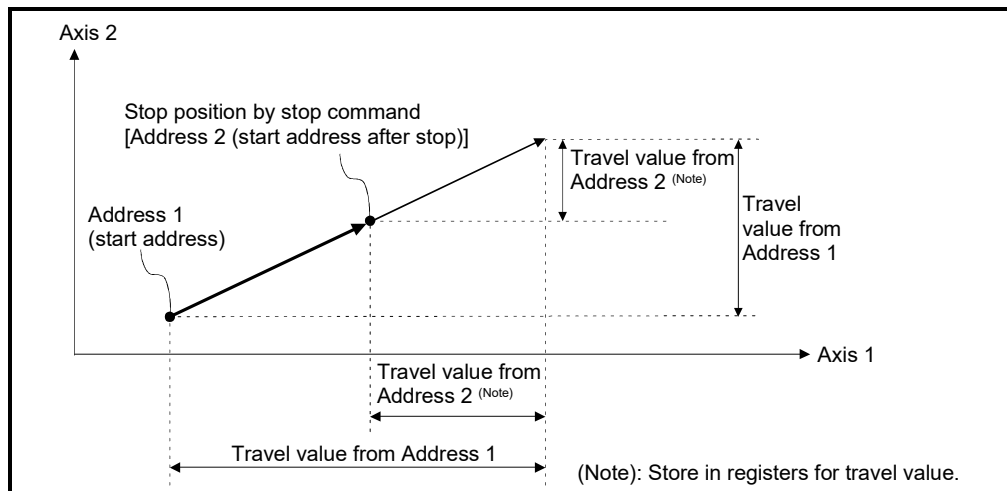 Axis 2
Stop position by stop command
[Address 2 (start address after stop)]
Travel value from
Address 2 (Note)
Address 1
(start address)
Travel
value from
Address 1
Axis 1
Travel value from
Address 2 (Note)
Travel value from Address 1
(Note): Store in registers for travel value.